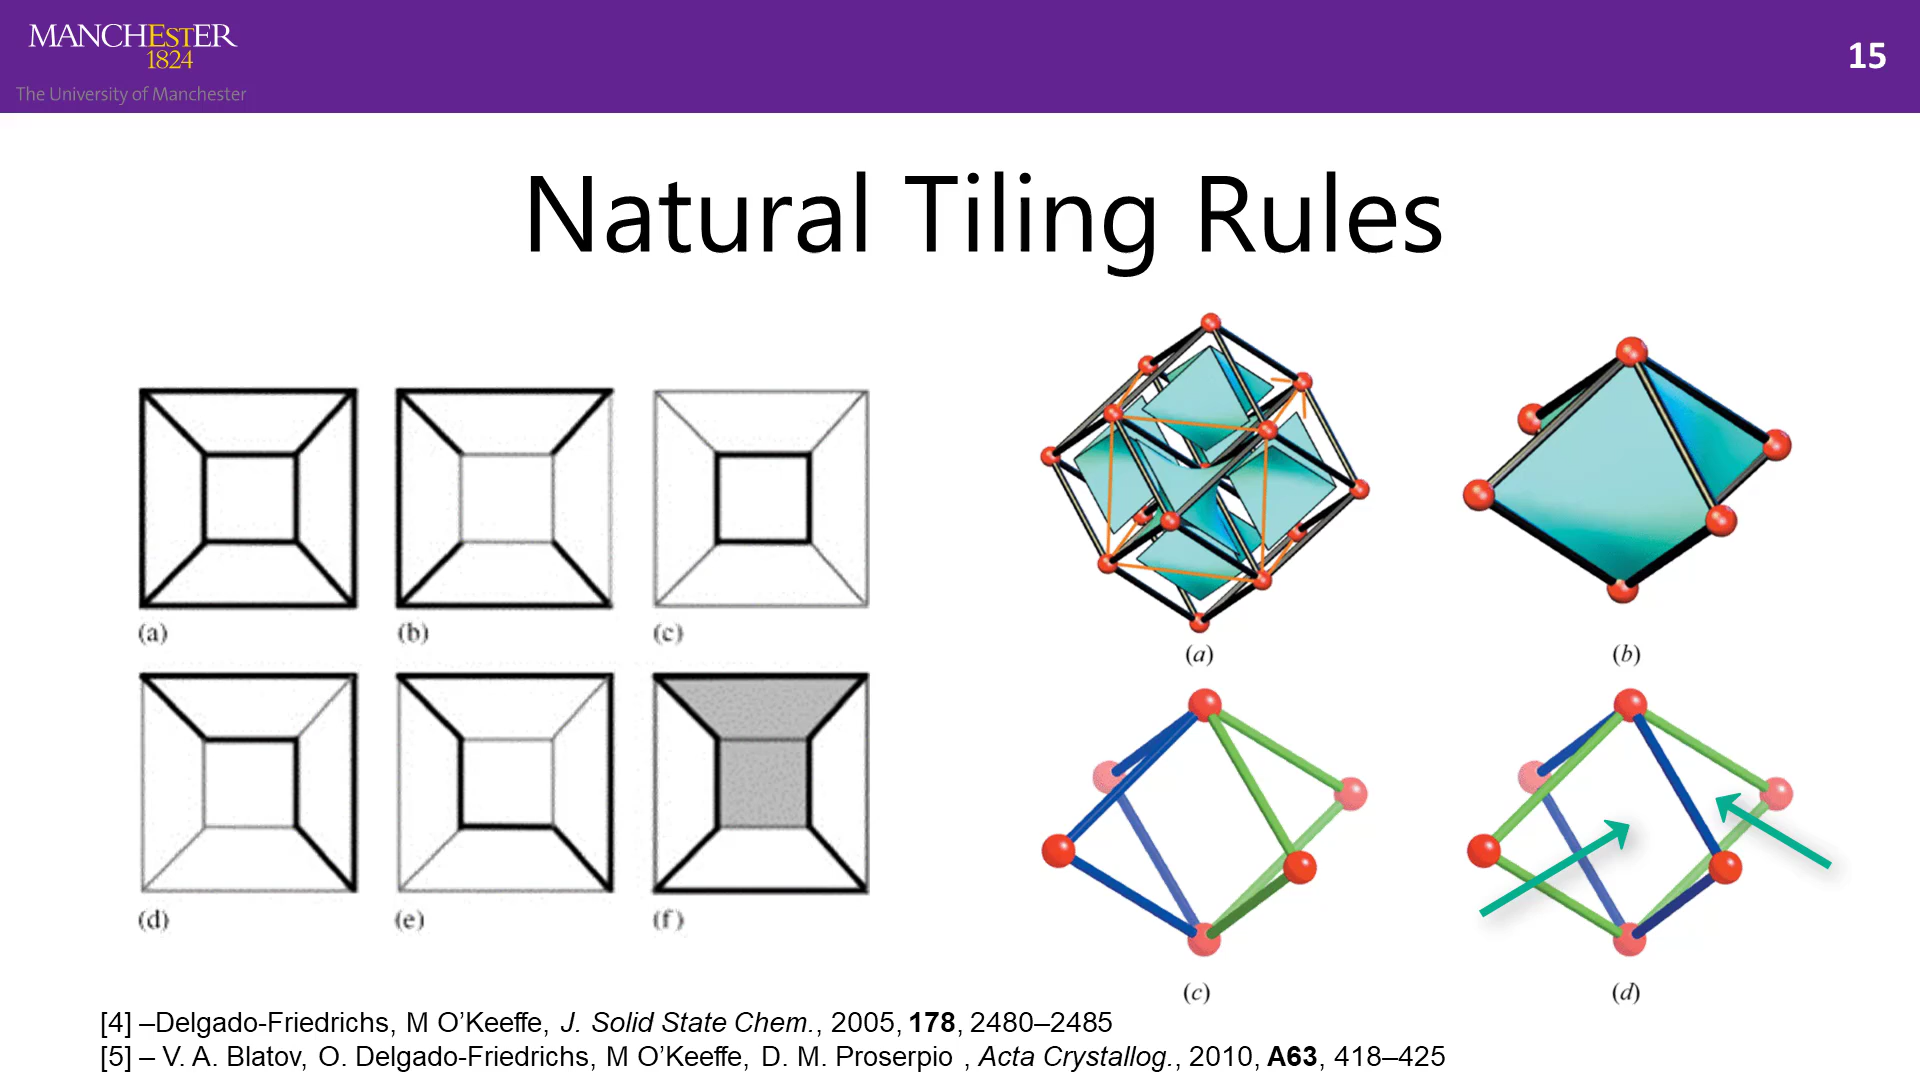 MANCHESTER
1824
The University of Manchester
15
Natural Tiling Rules
(a)
(b)
(c)
(d)
(e)
(f)
(a)
(b)
(c)
(d)
[4] –Delgado-Friedrichs, M O’Keeffe, J. Solid State Chem., 2005, 178, 2480–2485
[5] – V. A. Blatov, O. Delgado-Friedrichs, M O’Keeffe, D. M. Proserpio , Acta Crystallog., 2010, A63, 418–425